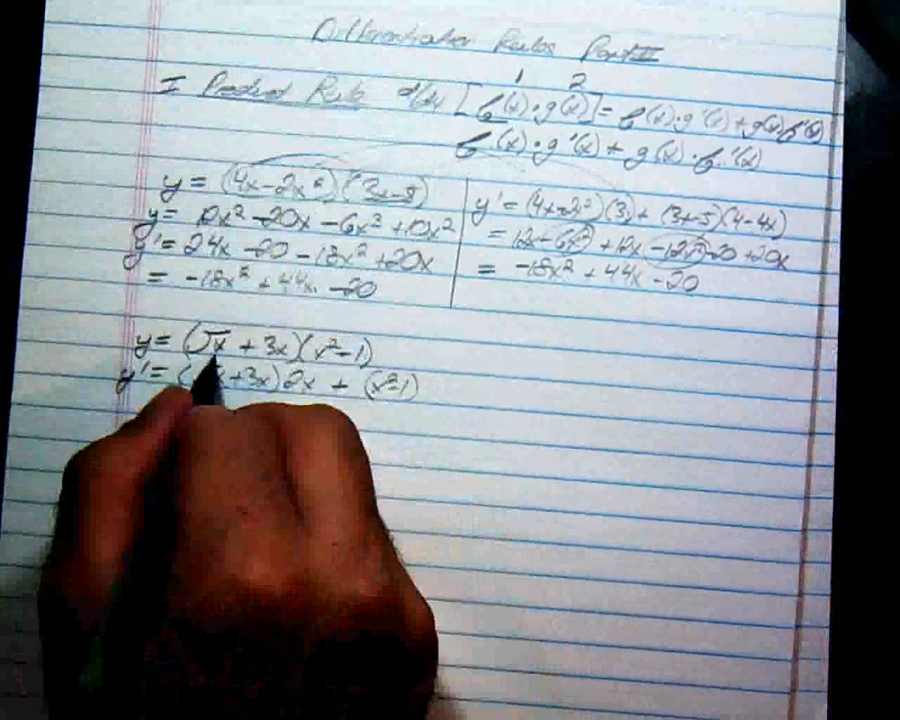 Differentiation Rules Part II
I Product Rule d/dx [f(x)·g(x)] = f(x)·g'(x)+g(x)·f'(x)
1 2
f(x)·g'(x) + g(x)·f'(x)
y = (4x-2x²)(3x-5)
y = 12x² -20x -6x³ +10x²
y' = 24x -20 -18x² +20x
= -18x² +44x -20
y' = (4x-2x²)(3) + (3x-5)(4-4x)
= 12x-6x² +12x -12x² -20 +20x
= -18x² + 44x -20
y = (√x + 3x)(x²-1)
y' = ( +3x)2x + (x²-1)